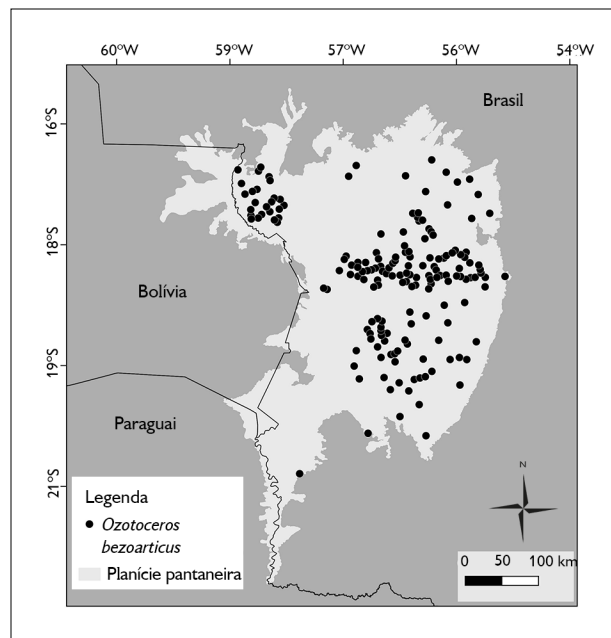 60°W 59°W 57°W 56°W 54°W
Brasil
16°S
18°S
Bolívia
19°S
Paraguai
21°S
Legenda
Ozotoceros
bezoarticus
Planície pantaneira
N
0 50 100 km